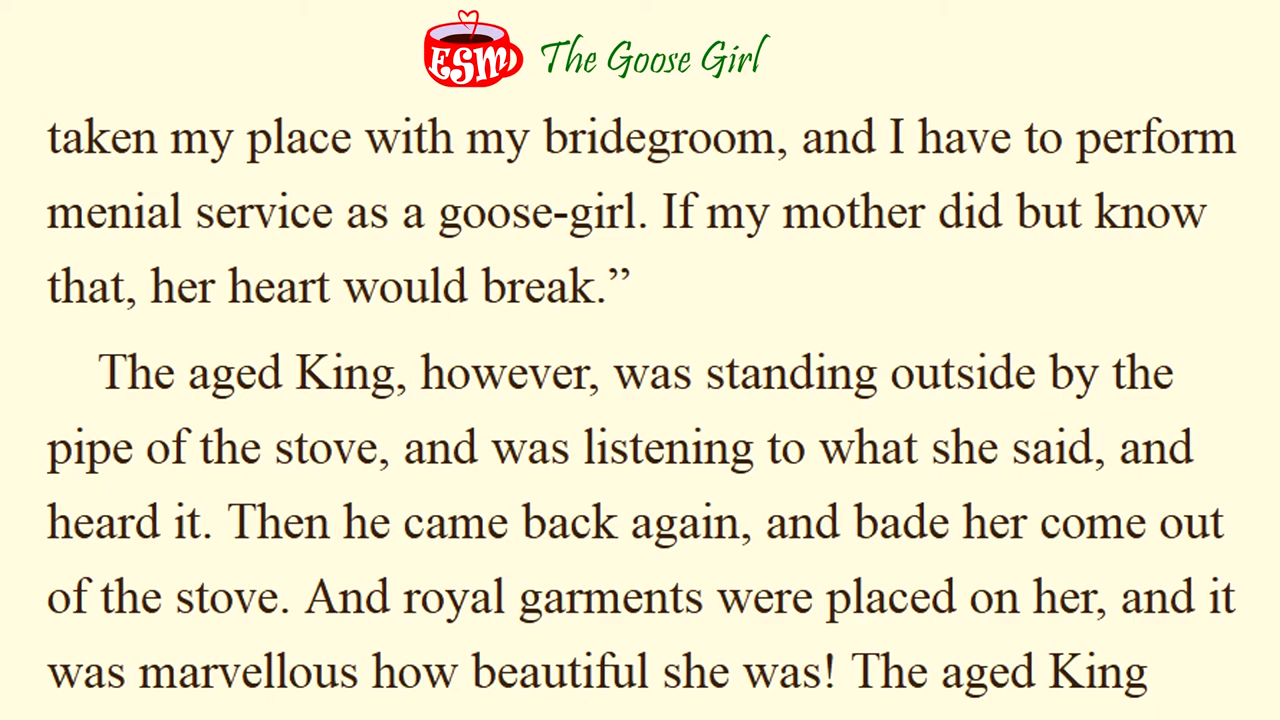 ESM The Goose Girl
taken my place with my bridegroom, and I have to perform
menial service as a goose-girl. If my mother did but know
that, her heart would break.”
The aged King, however, was standing outside by the
pipe of the stove, and was listening to what she said, and
heard it. Then he came back again, and bade her come out
of the stove. And royal garments were placed on her, and it
was marvellous how beautiful she was! The aged King